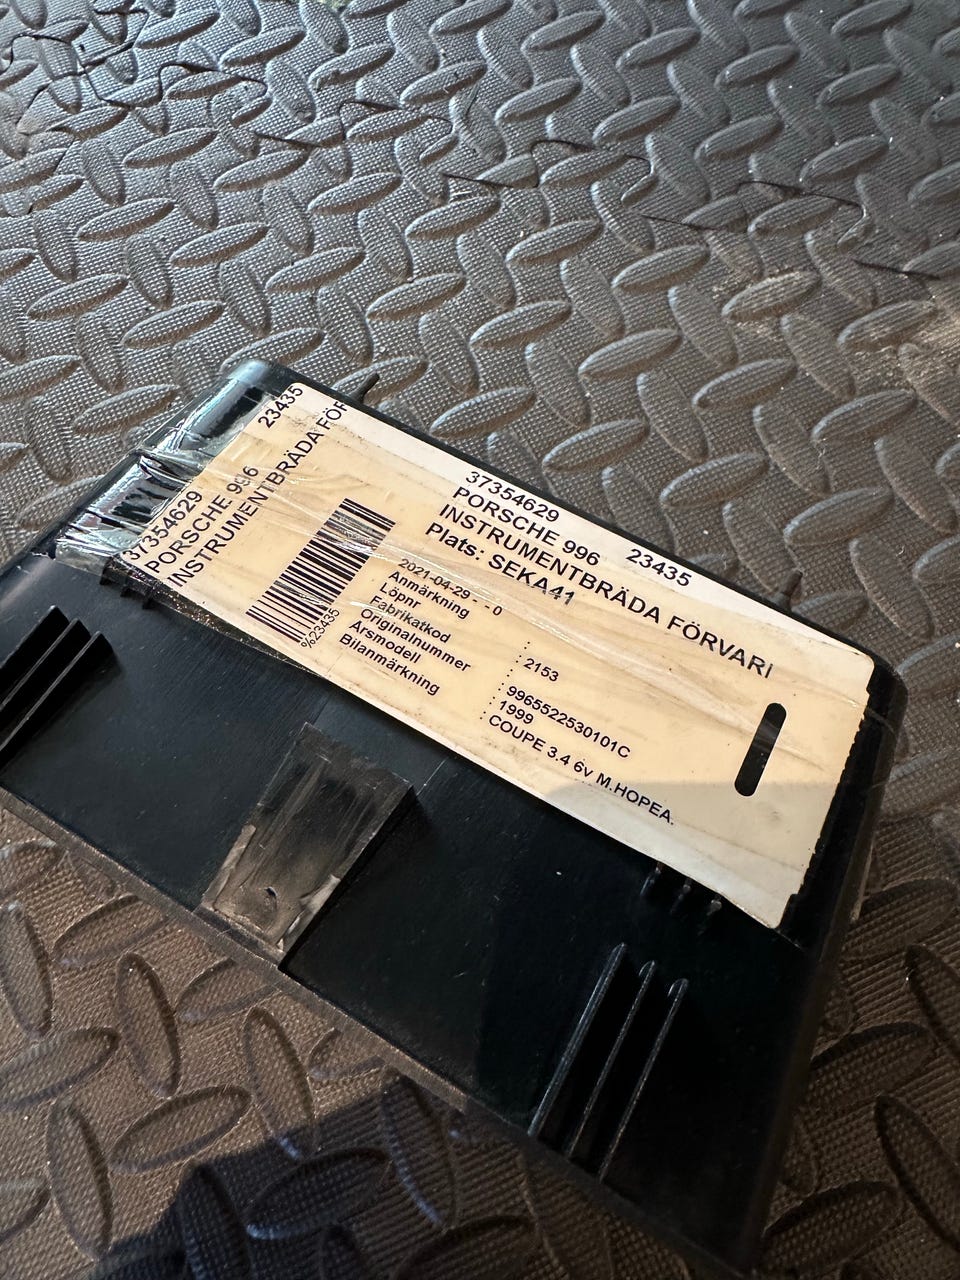 23435
37354629
PORSCHE 996
INSTRUMENTBRÄDA FÖR
%23435
37354629
PORSCHE 996 23435
INSTRUMENTBRÄDA FÖRVARI
Plats: SEKA41
2021-04-29 - - 0
Anmärkning :
Löpnr : 2153
Fabrikatkod :
Originalnummer : 9965522530101C
Årsmodell : 1999
Bilanmärkning : COUPE 3.4 6v M.HOPEA.